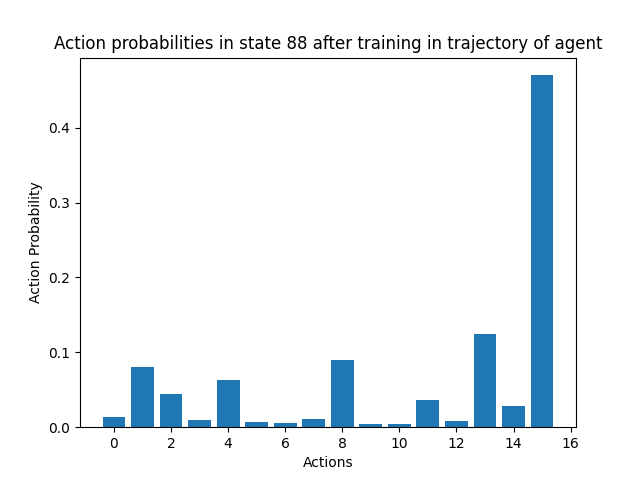 Action probabilities in state 88 after training in trajectory of agent
Action Probability
0.4
0.3
0.2
0.1
0.0
0 2 4 6 8 10 12 14 16
Actions